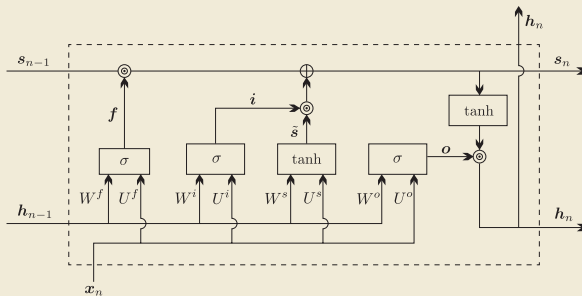 h_n
s_{n−1}
s_n
f
i
s̃
tanh
σ
σ
tanh
σ
o
W^f U^f
W^i U^i
W^s U^s
W^o U^o
h_{n−1}
h_n
x_n